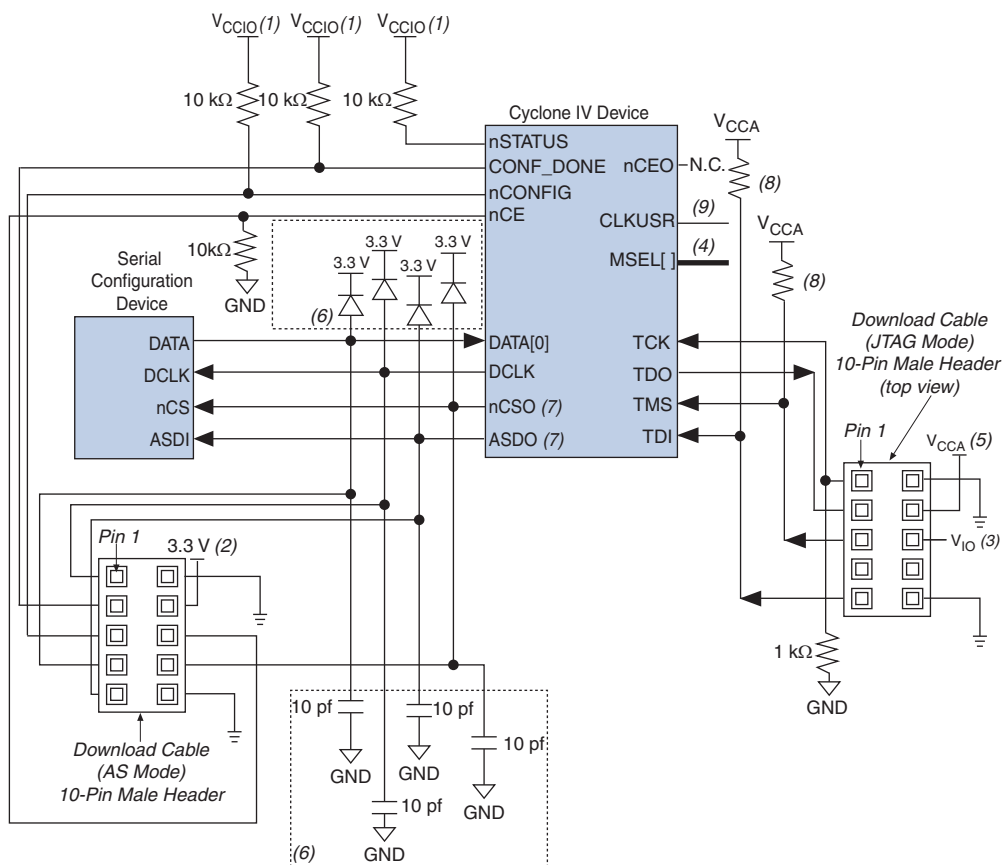 VCCIO (1) VCCIO (1) VCCIO (1)
10 kΩ 10 kΩ 10 kΩ
Cyclone IV Device
nSTATUS
CONF_DONE
nCONFIG
nCE
nCEO N.C.
CLKUSR (9)
MSEL[ ] (4)
VCCA
(8)
VCCA
(8)
10kΩ
GND
3.3 V
3.3 V
3.3 V
3.3 V
(6)
Serial
Configuration
Device
DATA
DCLK
nCS
ASDI
DATA[0]
DCLK
nCSO (7)
ASDO (7)
TCK
TDO
TMS
TDI
Download Cable
(JTAG Mode)
10-Pin Male Header
(top view)
Pin 1
VCCA (5)
VIO (3)
1 kΩ
GND
Pin 1
3.3 V (2)
Download Cable
(AS Mode)
10-Pin Male Header
10 pf
GND
10 pf
GND
10 pf
GND
10 pf
GND
(6)